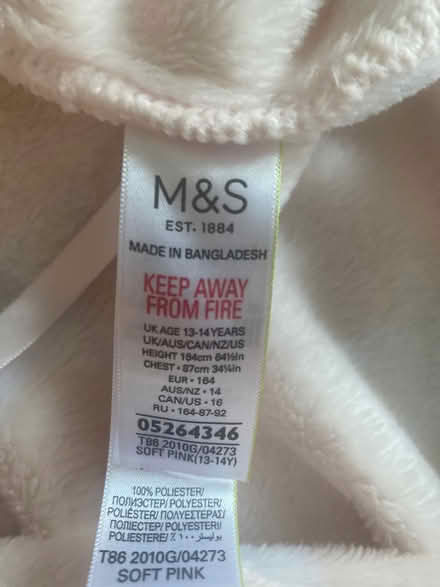 M&S
EST. 1884
MADE IN BANGLADESH
KEEP AWAY
FROM FIRE
UK AGE 13-14 YEARS
UK/AUS/CAN/NZ/US
HEIGHT 164cm 64½in
CHEST • 87cm 34¼in
EUR • 164
AUS/NZ • 14
CAN/US • 16
RU • 164-87-92
05264346
T86 2010G/04273
SOFT PINK(13-14Y)
100% POLIESTER/
ПОЛИЭСТЕР/ POLYESTER/
POLIÉSTER/ ΠΟΛΥΕΣΤΕΡΑΣ/
ПОЛІЕСТЕР/ POLYESTER/
POLIESTERE/ بوليستر ١٠٠٪
T86 2010G/04273
SOFT PINK